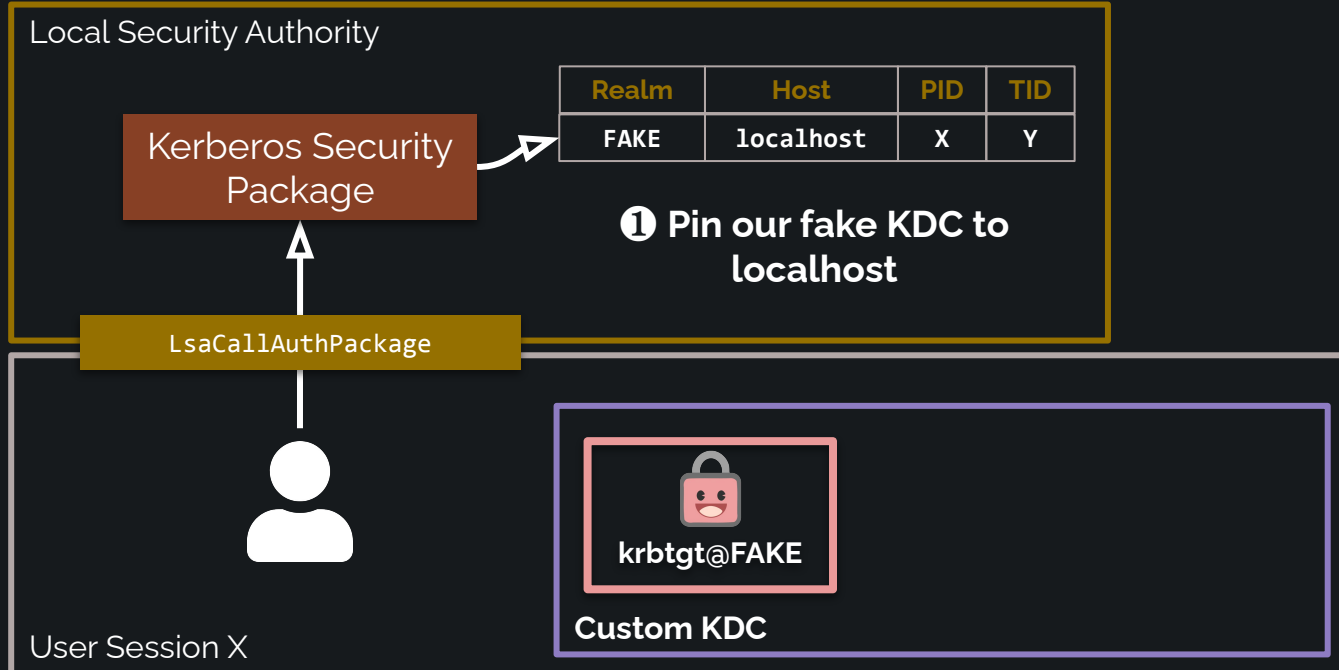 Local Security Authority
Realm Host PID TID
FAKE localhost X Y
Kerberos Security
Package
❶ Pin our fake KDC to
localhost
LsaCallAuthPackage
krbtgt@FAKE
Custom KDC
User Session X